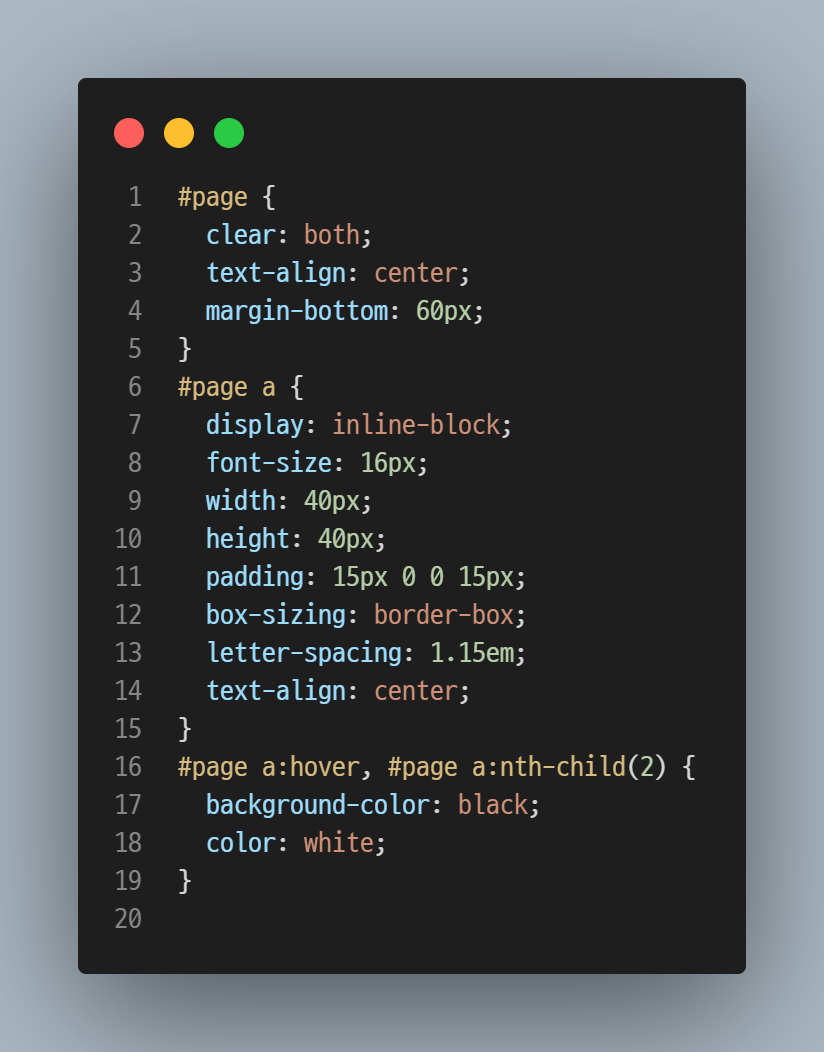 1 #page {
2   clear: both;
3   text-align: center;
4   margin-bottom: 60px;
5 }
6 #page a {
7   display: inline-block;
8   font-size: 16px;
9   width: 40px;
10   height: 40px;
11   padding: 15px 0 0 15px;
12   box-sizing: border-box;
13   letter-spacing: 1.15em;
14   text-align: center;
15 }
16 #page a:hover, #page a:nth-child(2) {
17   background-color: black;
18   color: white;
19 }
20